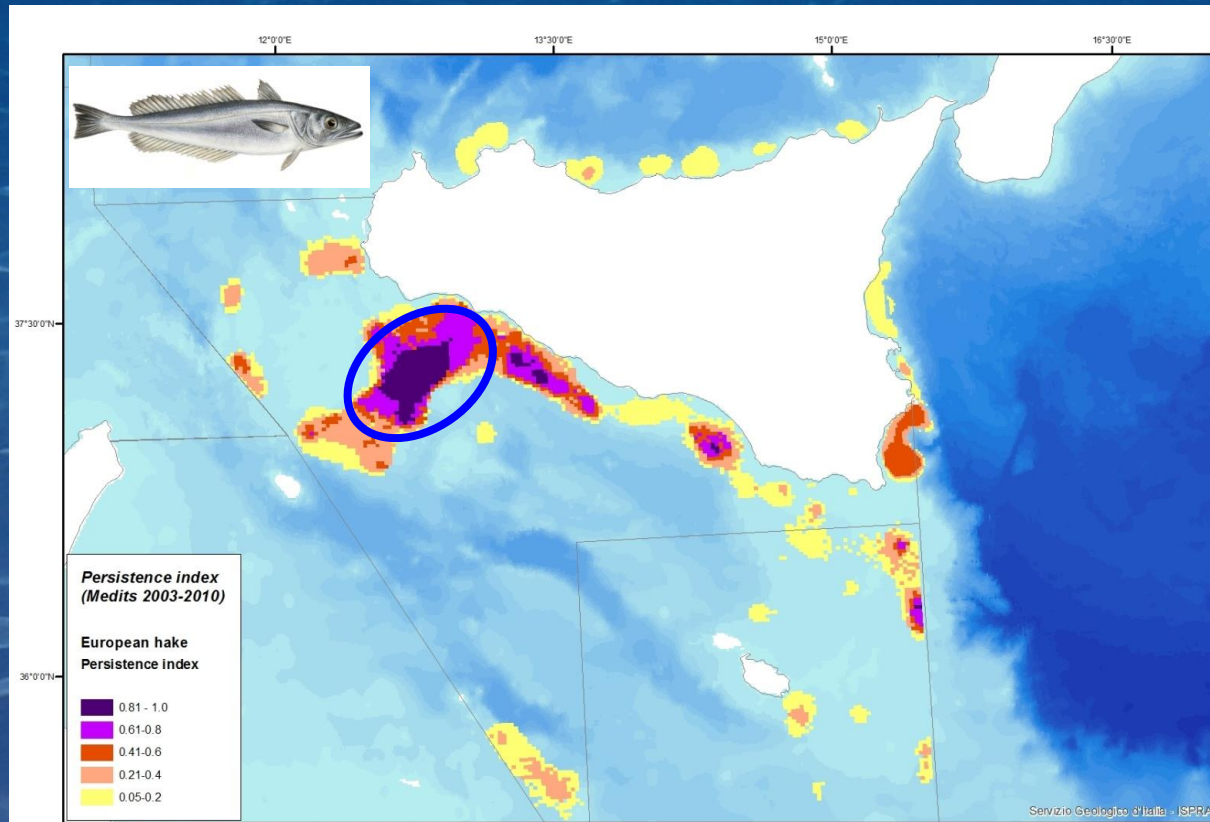 12°0'0"E 13°30'0"E 15°0'0"E 16°30'0"E
37°30'0"N
36°0'0"N
Persistence index
(Medits 2003-2010)
European hake
Persistence index
0.81 - 1.0
0.61-0.8
0.41-0.6
0.21-0.4
0.05-0.2
Servizio Geologico d'Italia - ISPRA